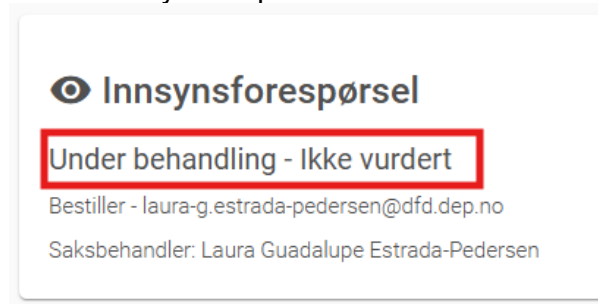 Innsynsforespørsel
Under behandling - Ikke vurdert
Bestiller - laura-g.estrada-pedersen@dfd.dep.no
Saksbehandler: Laura Guadalupe Estrada-Pedersen